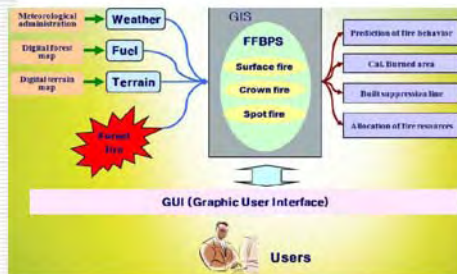 Meteorological
administration
Weather
Digital forest
map
Fuel
Digital terrain
map
Terrain
Forest
fire
GIS
FFBPS
Surface fire
Crown fire
Spot fire
Prediction of fire behavior
Cal. Burned area
Built suppression line
Allocation of fire resources
GUI (Graphic User Interface)
Users